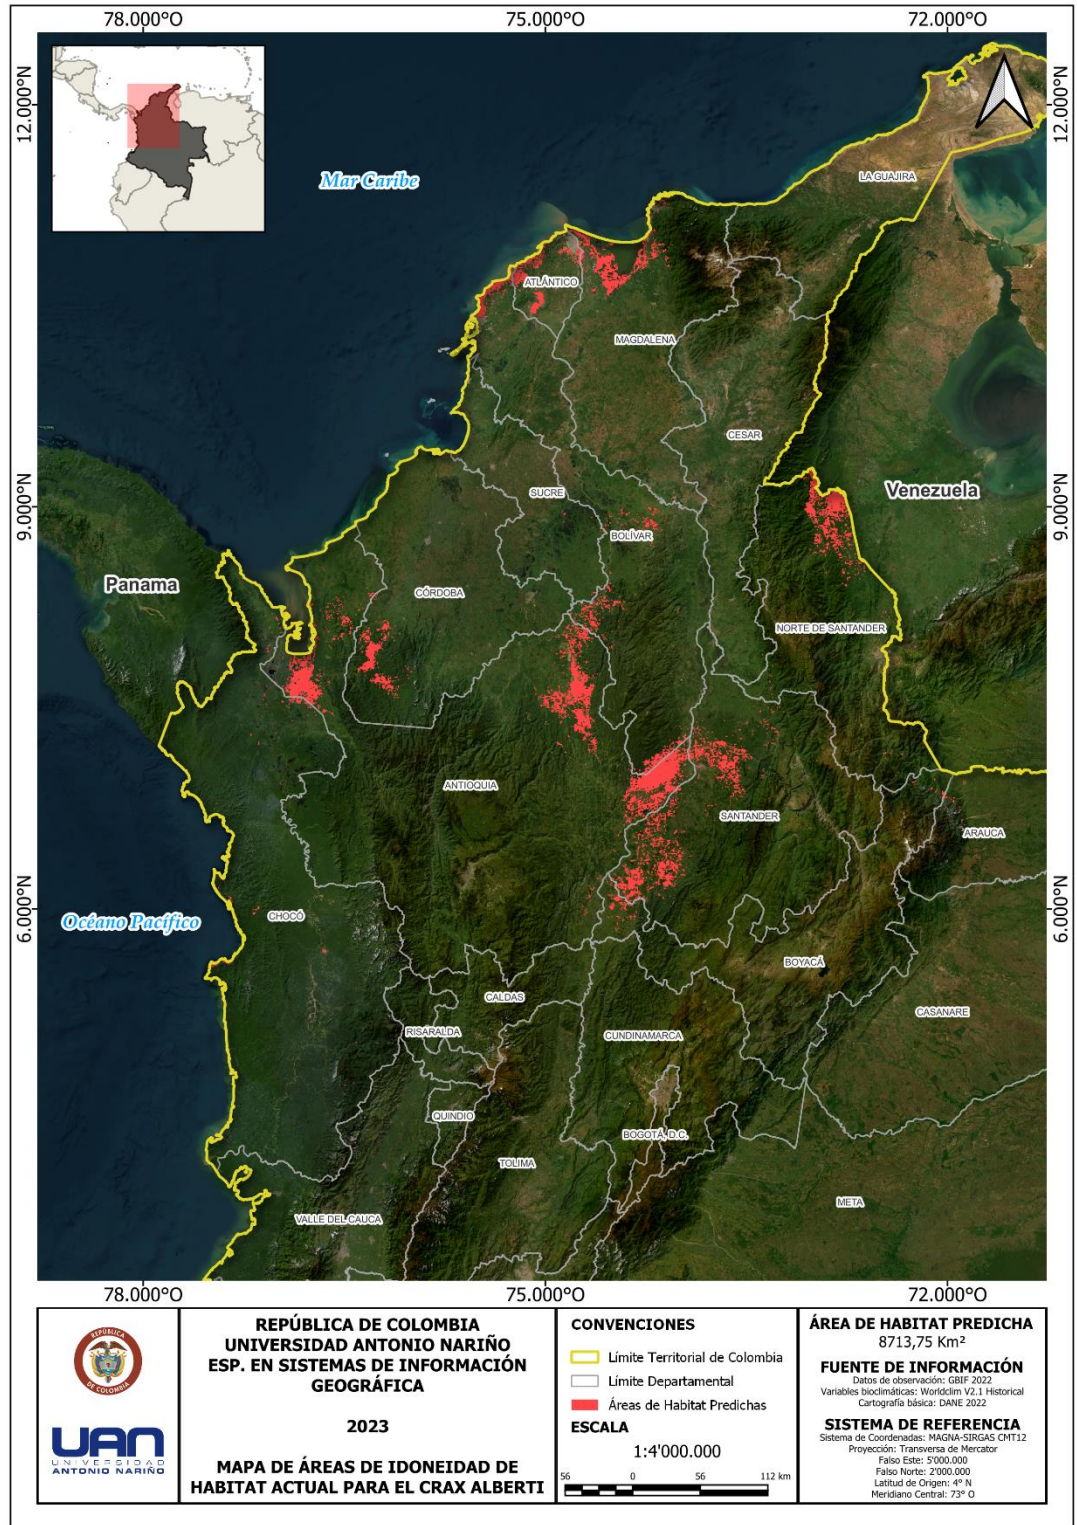 78.000°O
75.000°O
72.000°O
12.000°N
12.000°N
Mar Caribe
LA GUAJIRA
ATLÁNTICO
MAGDALENA
CESAR
9.000°N
SUCRE
Venezuela
9.000°N
BOLÍVAR
Panama
CÓRDOBA
NORTE DE SANTANDER
ANTIOQUIA
SANTANDER
ARAUCA
6.000°N
Océano Pacífico
CHOCÓ
6.000°N
BOYACÁ
CALDAS
CASANARE
RISARALDA
CUNDINAMARCA
QUINDIO
BOGOTÁ, D.C.
TOLIMA
META
VALLE DEL CAUCA
78.000°O
75.000°O
72.000°O
REPÚBLICA
DE COLOMBIA
UAN
UNIVERSIDAD
ANTONIO NARIÑO
REPÚBLICA DE COLOMBIA
UNIVERSIDAD ANTONIO NARIÑO
ESP. EN SISTEMAS DE INFORMACIÓN
GEOGRÁFICA
2023
MAPA DE ÁREAS DE IDONEIDAD DE
HABITAT ACTUAL PARA EL CRAX ALBERTI
CONVENCIONES
Límite Territorial de Colombia
Límite Departamental
Áreas de Habitat Predichas
ESCALA
1:4'000.000
56 0 56 112 km
ÁREA DE HABITAT PREDICHA
8713,75 Km²
FUENTE DE INFORMACIÓN
Datos de observación: GBIF 2022
Variables bioclimáticas: Worldclim V2.1 Historical
Cartografía básica: DANE 2022
SISTEMA DE REFERENCIA
Sistema de Coordenadas: MAGNA-SIRGAS CMT12
Proyección: Transversa de Mercator
Falso Este: 5'000.000
Falso Norte: 2'000.000
Latitud de Origen: 4° N
Meridiano Central: 73° O